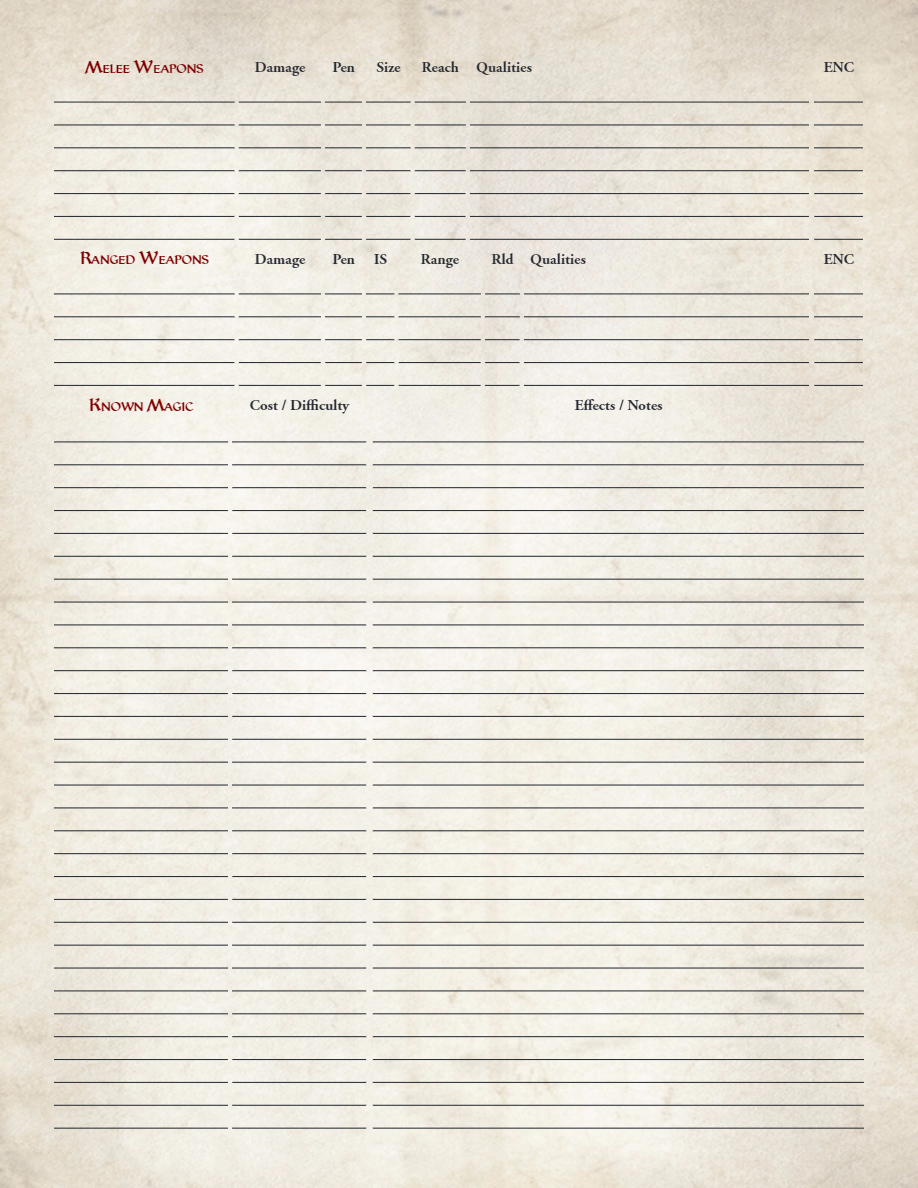 Melee Weapons Damage Pen Size Reach Qualities ENC
Ranged Weapons Damage Pen IS Range Rld Qualities ENC
Known Magic Cost / Difficulty Effects / Notes